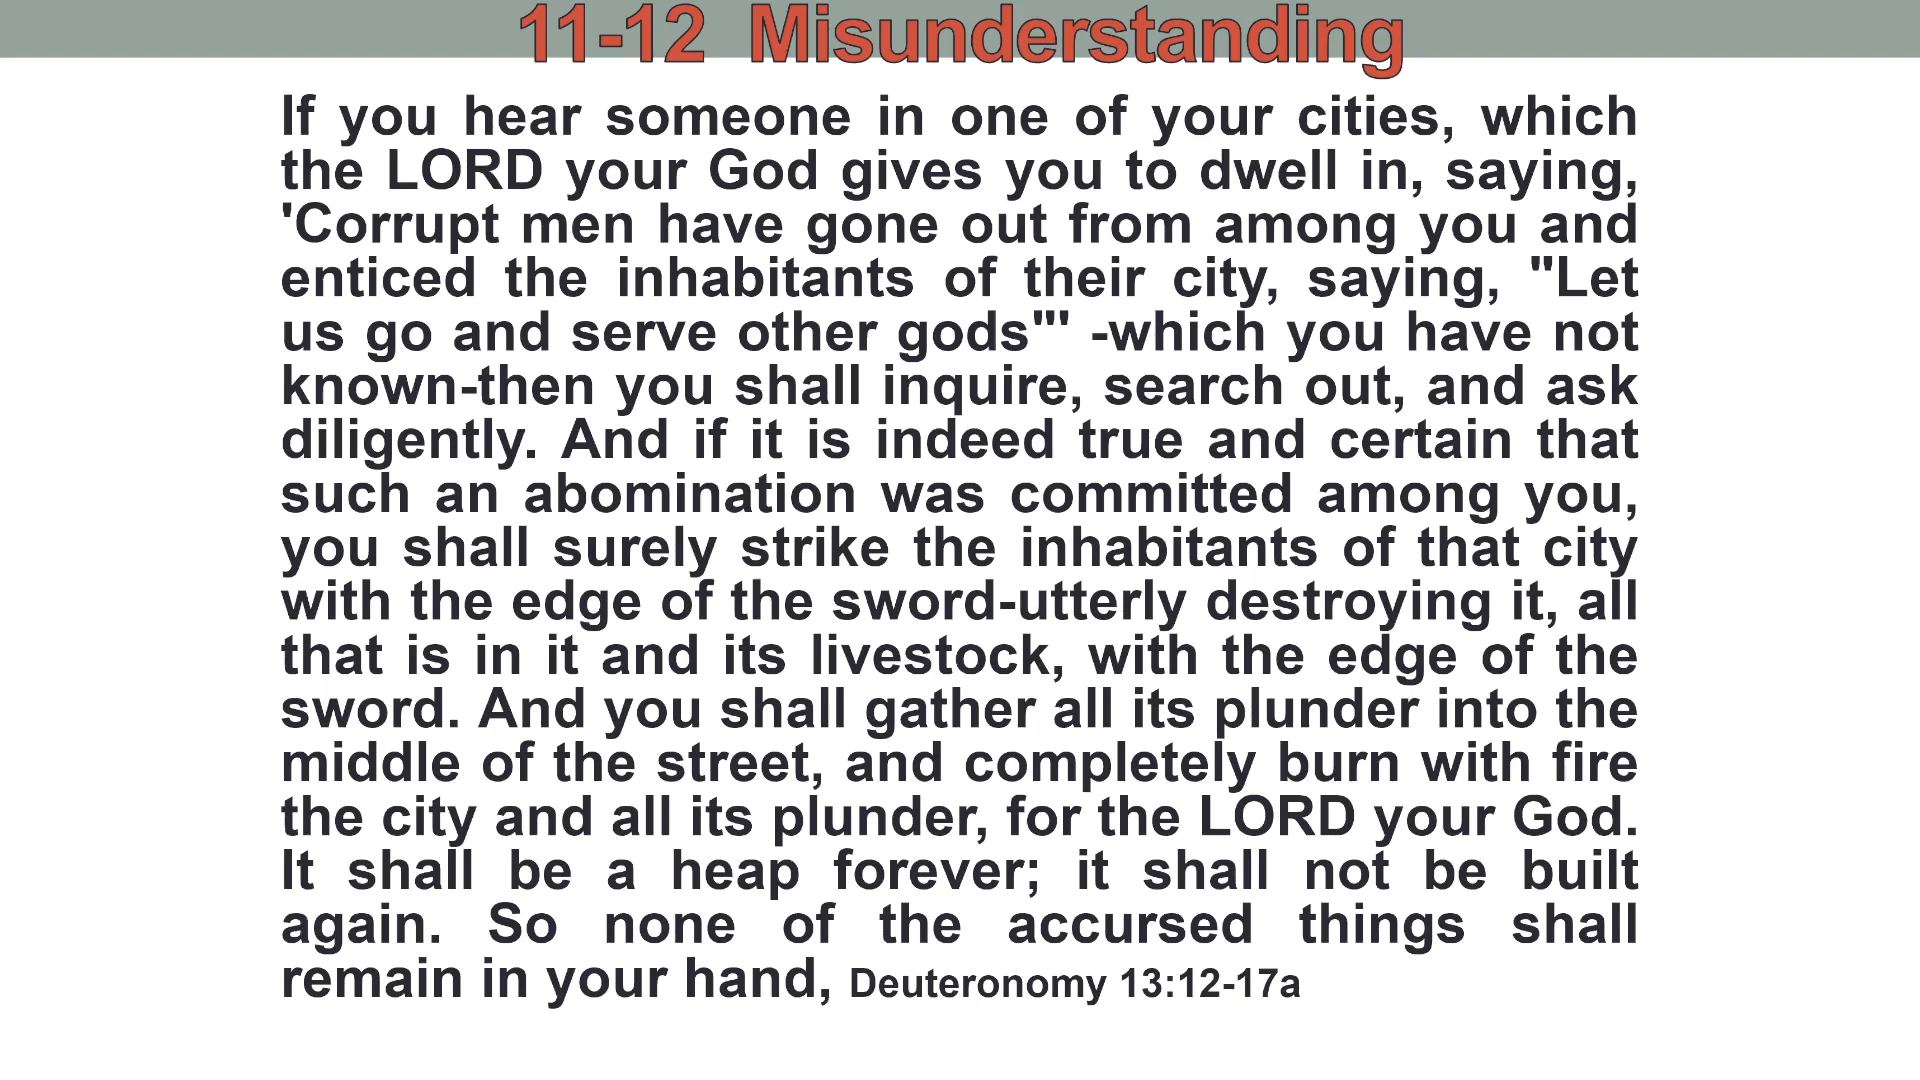 11-12 Misunderstanding
If you hear someone in one of your cities, which
the LORD your God gives you to dwell in, saying,
'Corrupt men have gone out from among you and
enticed the inhabitants of their city, saying, "Let
us go and serve other gods"' -which you have not
known-then you shall inquire, search out, and ask
diligently. And if it is indeed true and certain that
such an abomination was committed among you,
you shall surely strike the inhabitants of that city
with the edge of the sword-utterly destroying it, all
that is in it and its livestock, with the edge of the
sword. And you shall gather all its plunder into the
middle of the street, and completely burn with fire
the city and all its plunder, for the LORD your God.
It shall be a heap forever; it shall not be built
again. So none of the accursed things shall
remain in your hand, Deuteronomy 13:12-17a